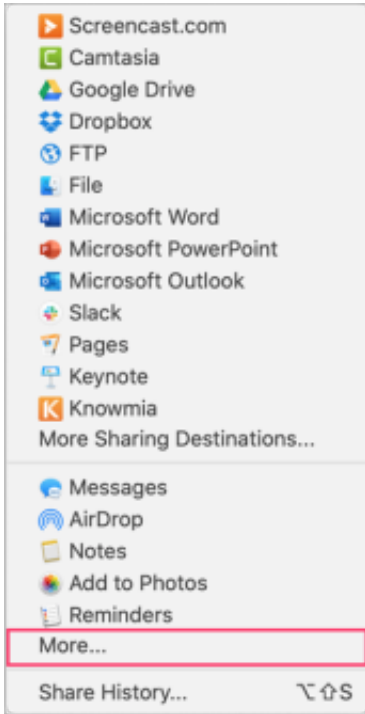 Screencast.com
Camtasia
Google Drive
Dropbox
FTP
File
Microsoft Word
Microsoft PowerPoint
Microsoft Outlook
Slack
Pages
Keynote
Knowmia
More Sharing Destinations...
Messages
AirDrop
Notes
Add to Photos
Reminders
More...
Share History... ⌥⇧S